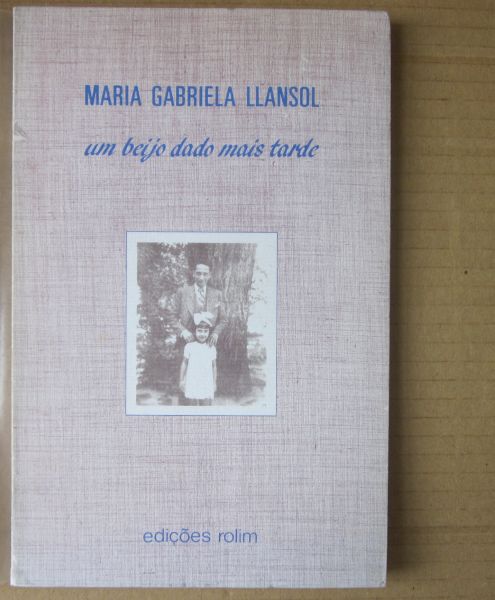 MARIA GABRIELA LLANSOL
um beijo dado mais tarde
edições rolim